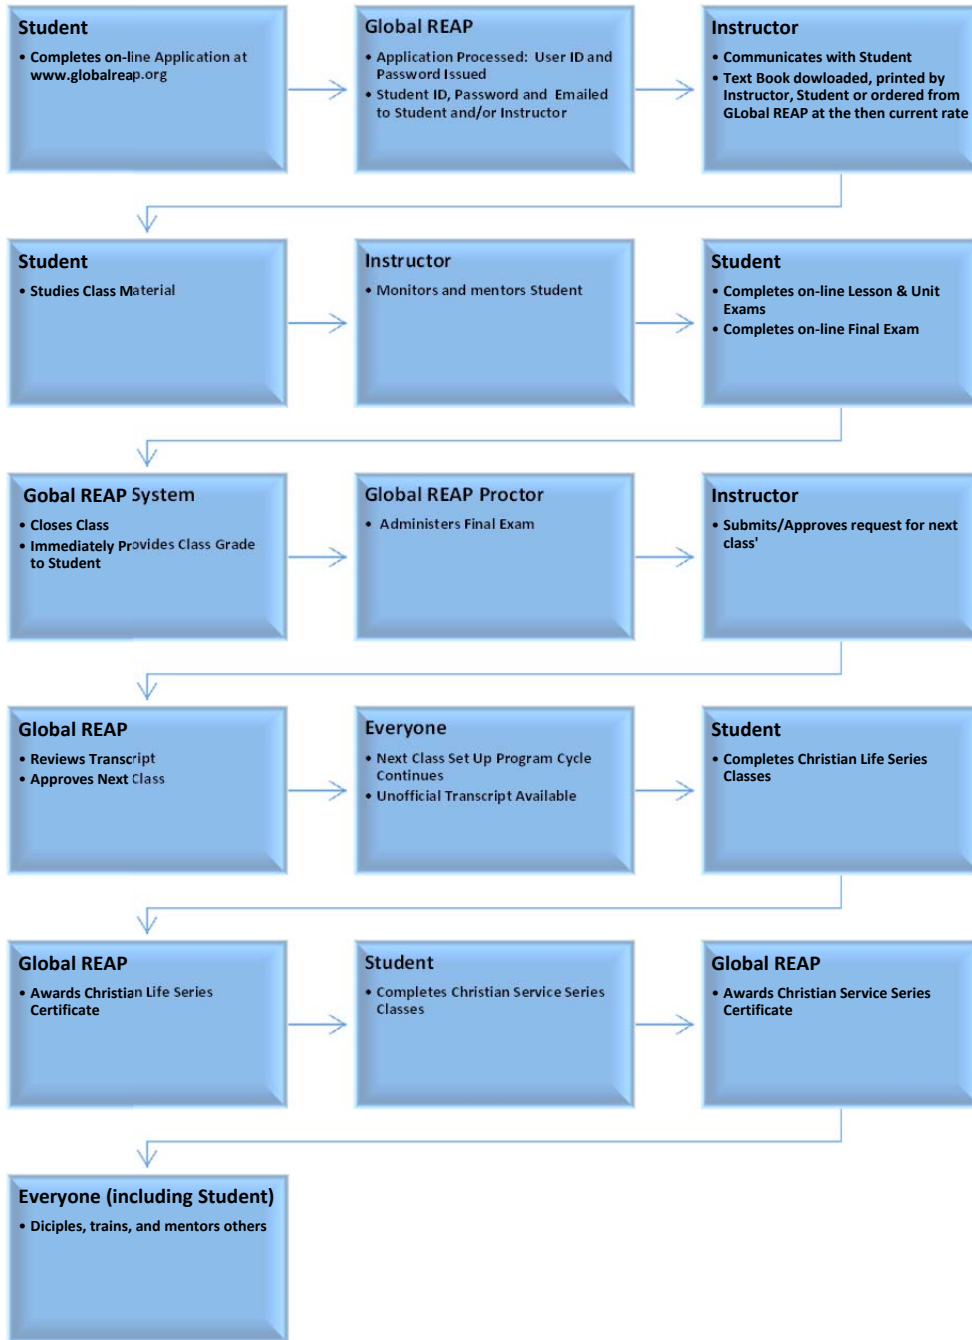 Student
• Completes on-line Application at
www.globalreap.org
Global REAP
• Application Processed: User ID and
Password Issued
• Student ID, Password and Emailed
to Student and/or Instructor
Instructor
• Communicates with Student
• Text Book dowloaded, printed by
Instructor, Student or ordered from
GLobal REAP at the then current rate
Student
• Studies Class Material
Instructor
• Monitors and mentors Student
Student
• Completes on-line Lesson & Unit
Exams
• Completes on-line Final Exam
Gobal REAP System
• Closes Class
• Immediately Provides Class Grade
to Student
Global REAP Proctor
• Administers Final Exam
Instructor
• Submits/Approves request for next
class'
Global REAP
• Reviews Transcript
• Approves Next Class
Everyone
• Next Class Set Up Program Cycle
Continues
• Unofficial Transcript Available
Student
• Completes Christian Life Series
Classes
Global REAP
• Awards Christian Life Series
Certificate
Student
• Completes Christian Service Series
Classes
Global REAP
• Awards Christian Service Series
Certificate
Everyone (including Student)
• Diciples, trains, and mentors others